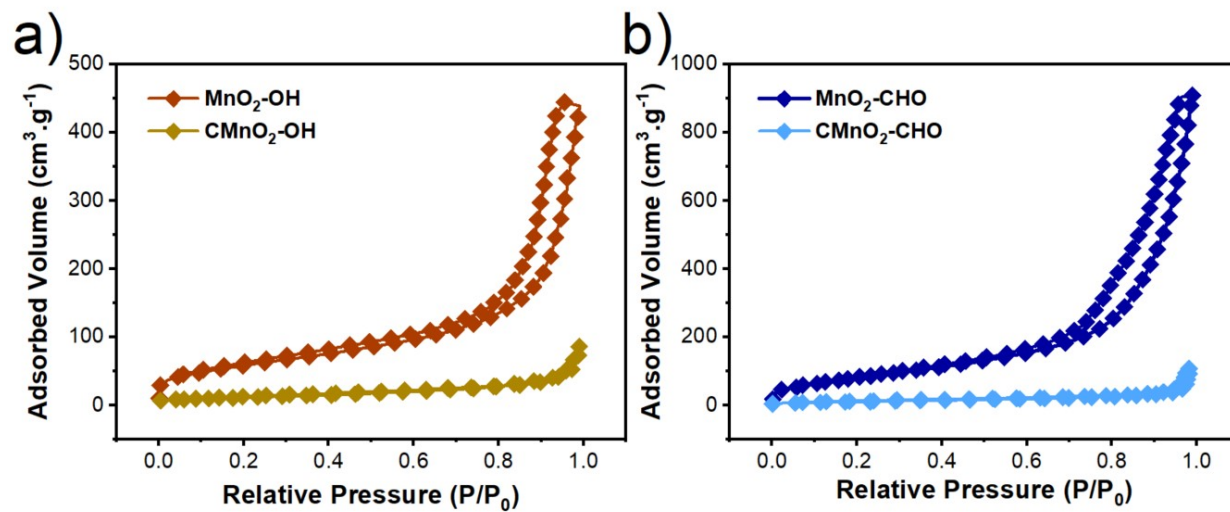 a)
500
400
300
200
100
0
Adsorbed Volume (cm³.g⁻¹)
MnO₂-OH
CMnO₂-OH
0.0 0.2 0.4 0.6 0.8 1.0
Relative Pressure (P/P₀)
b)
1000
800
600
400
200
0
Adsorbed Volume (cm³.g⁻¹)
MnO₂-CHO
CMnO₂-CHO
0.0 0.2 0.4 0.6 0.8 1.0
Relative Pressure (P/P₀)